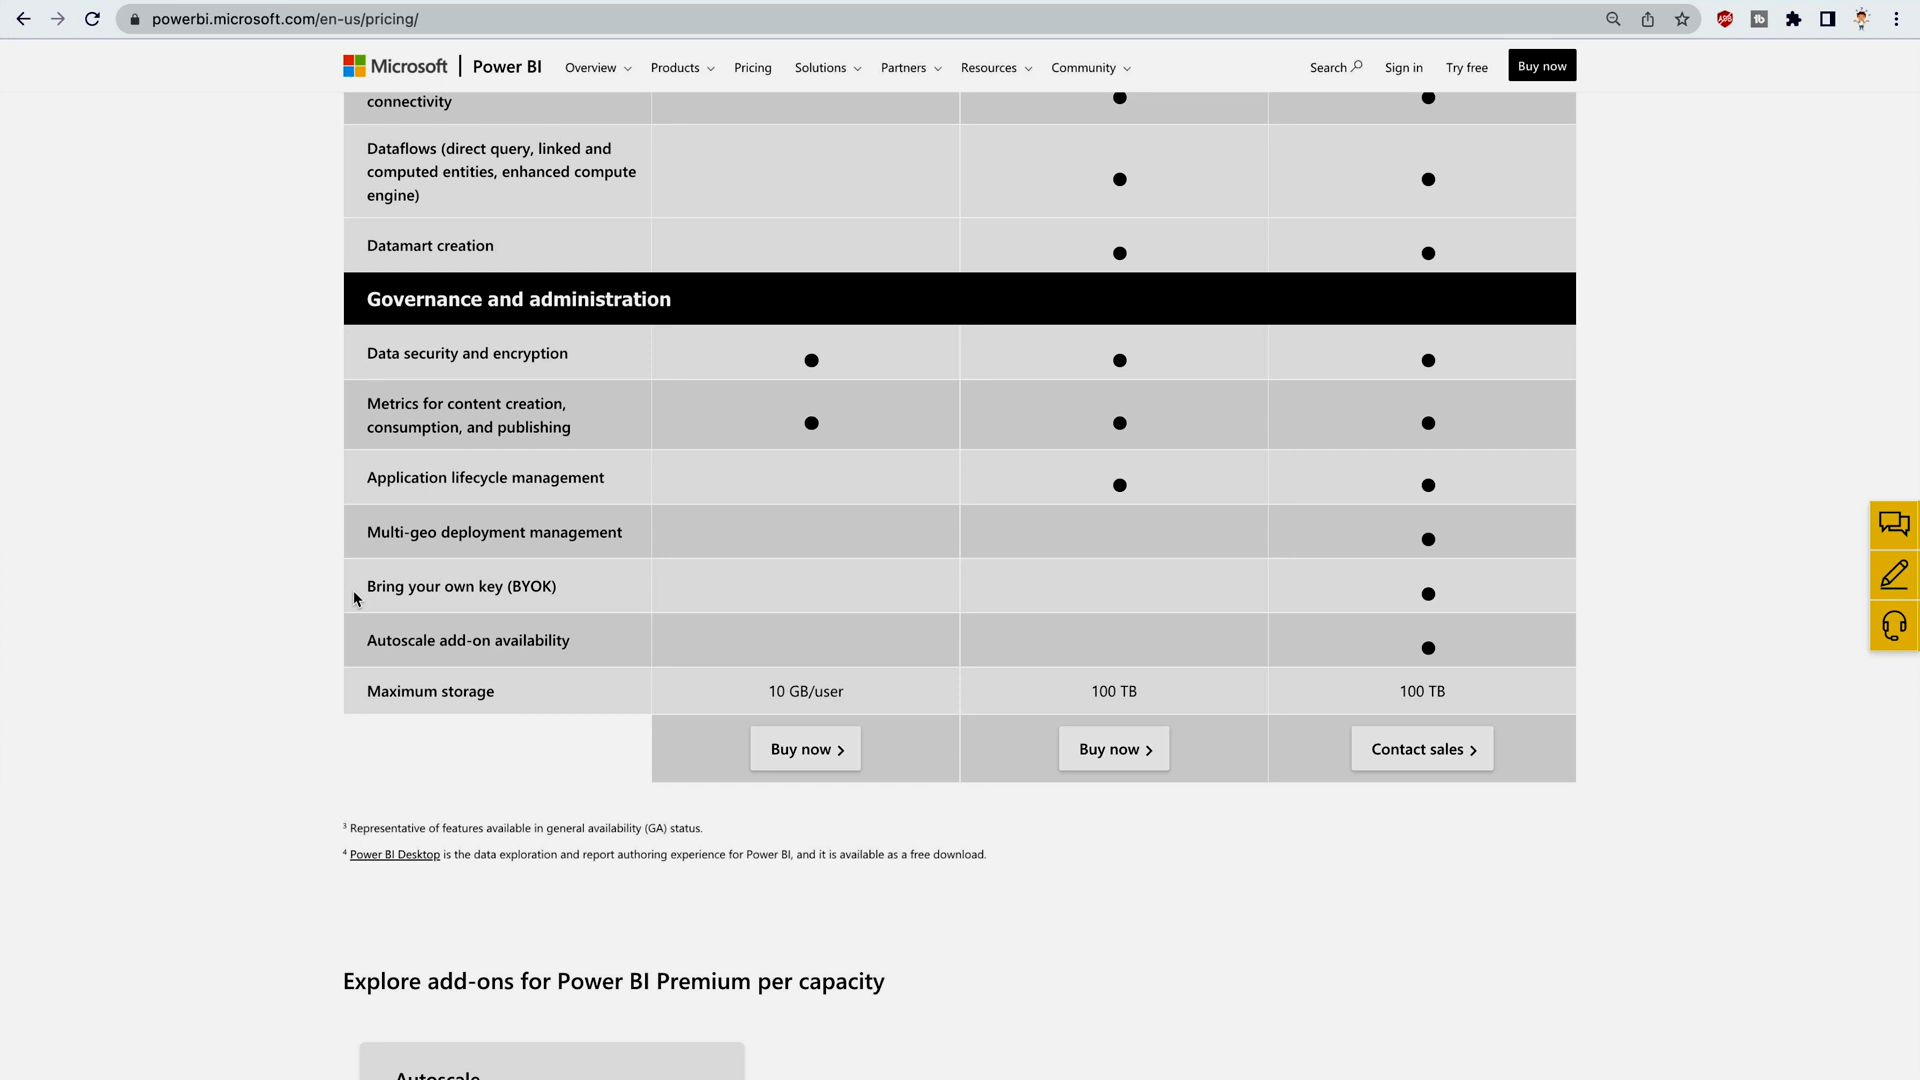 powerbi.microsoft.com/en-us/pricing/
Microsoft Power BI Overview Products Pricing Solutions Partners Resources Community Search Sign in Try free Buy now
connectivity
Dataflows (direct query, linked and
computed entities, enhanced compute
engine)
Datamart creation
Governance and administration
Data security and encryption
Metrics for content creation,
consumption, and publishing
Application lifecycle management
Multi-geo deployment management
Bring your own key (BYOK)
Autoscale add-on availability
Maximum storage 10 GB/user 100 TB 100 TB
Buy now Buy now Contact sales
3 Representative of features available in general availability (GA) status.
4 Power BI Desktop is the data exploration and report authoring experience for Power BI, and it is available as a free download.
Explore add-ons for Power BI Premium per capacity
Autoscale